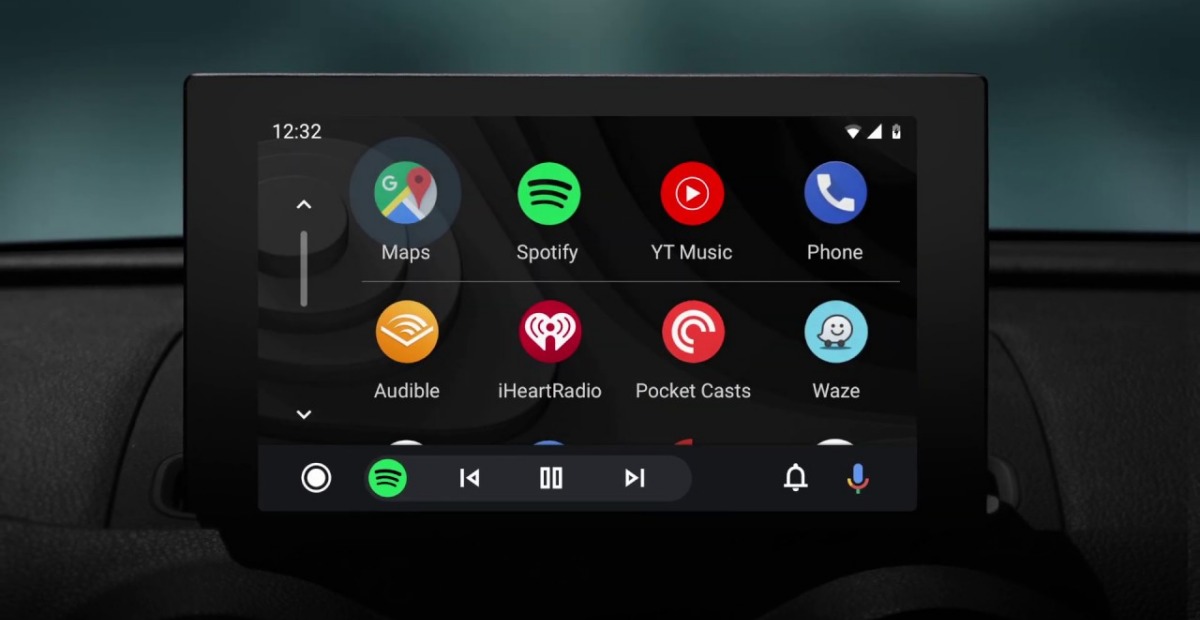 12:32
G
Maps
Spotify
YT Music
Phone
Audible
iHeartRadio
Pocket Casts
Waze